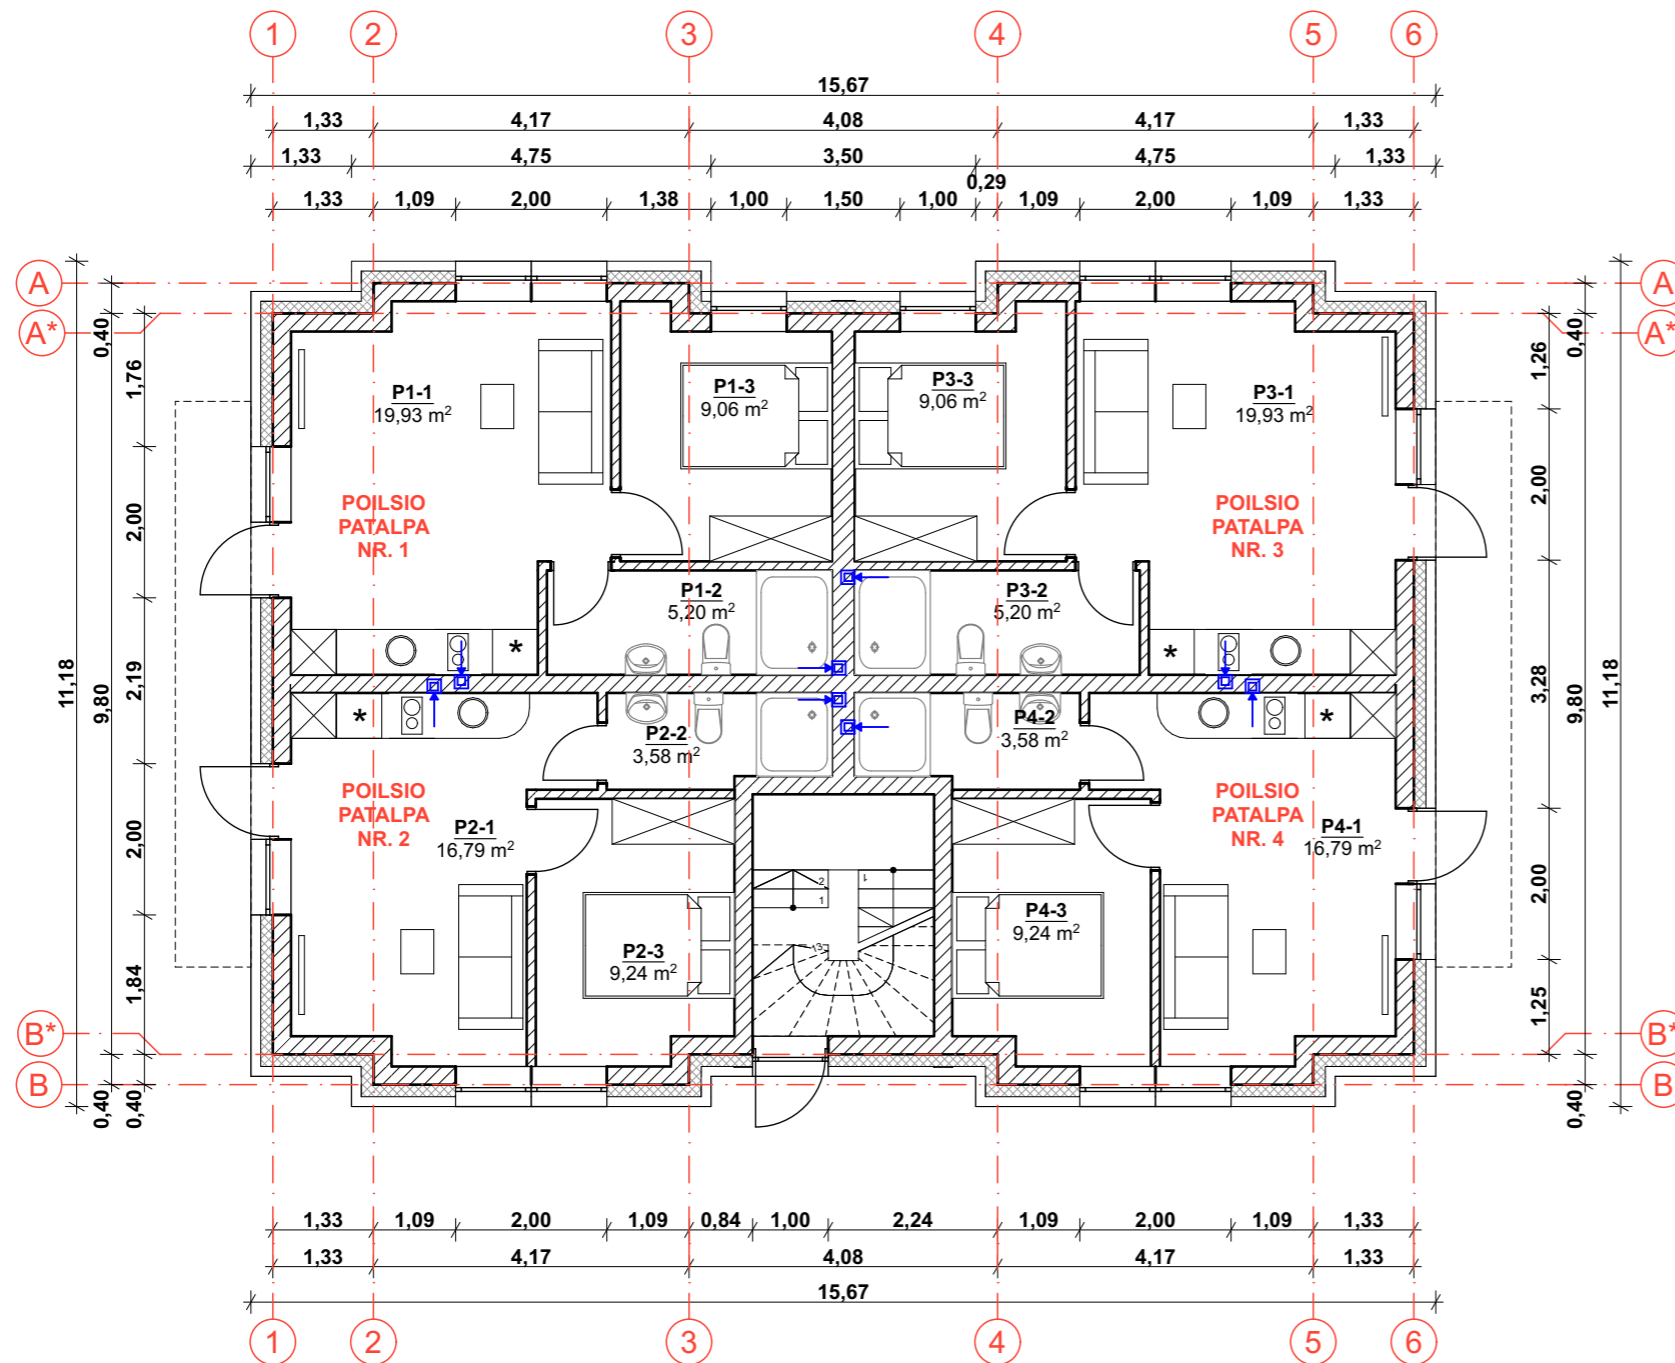 1 2 3 4 5 6
15,67
1,33 4,17 4,08 4,17 1,33
1,33 4,75 3,50 4,75 1,33
0,29
1,33 1,09 2,00 1,38 1,00 1,50 1,00 1,09 2,00 1,09 1,33
A A
A* A*
0,40 0,40
1,76 1,26
P1-1
19,93 m²
P1-3
9,06 m²
P3-3
9,06 m²
P3-1
19,93 m²
POILSIO
PATALPA
NR. 1
POILSIO
PATALPA
NR. 3
2,00 2,00
P1-2
5,20 m²
P3-2
5,20 m²
* *
11,18 9,80 2,19 3,28 9,80 11,18
* *
P2-2
3,58 m²
P4-2
3,58 m²
POILSIO
PATALPA
NR. 2
POILSIO
PATALPA
NR. 4
P2-1
16,79 m²
P4-1
16,79 m²
2,00 2,00
2 1
1
P2-3
9,24 m²
P4-3
9,24 m²
13
1,84 1,25
B* B*
B B
0,40 0,40 0,40
1,33 1,09 2,00 1,09 0,84 1,00 2,24 1,09 2,00 1,09 1,33
1,33 4,17 4,08 4,17 1,33
15,67
1 2 3 4 5 6